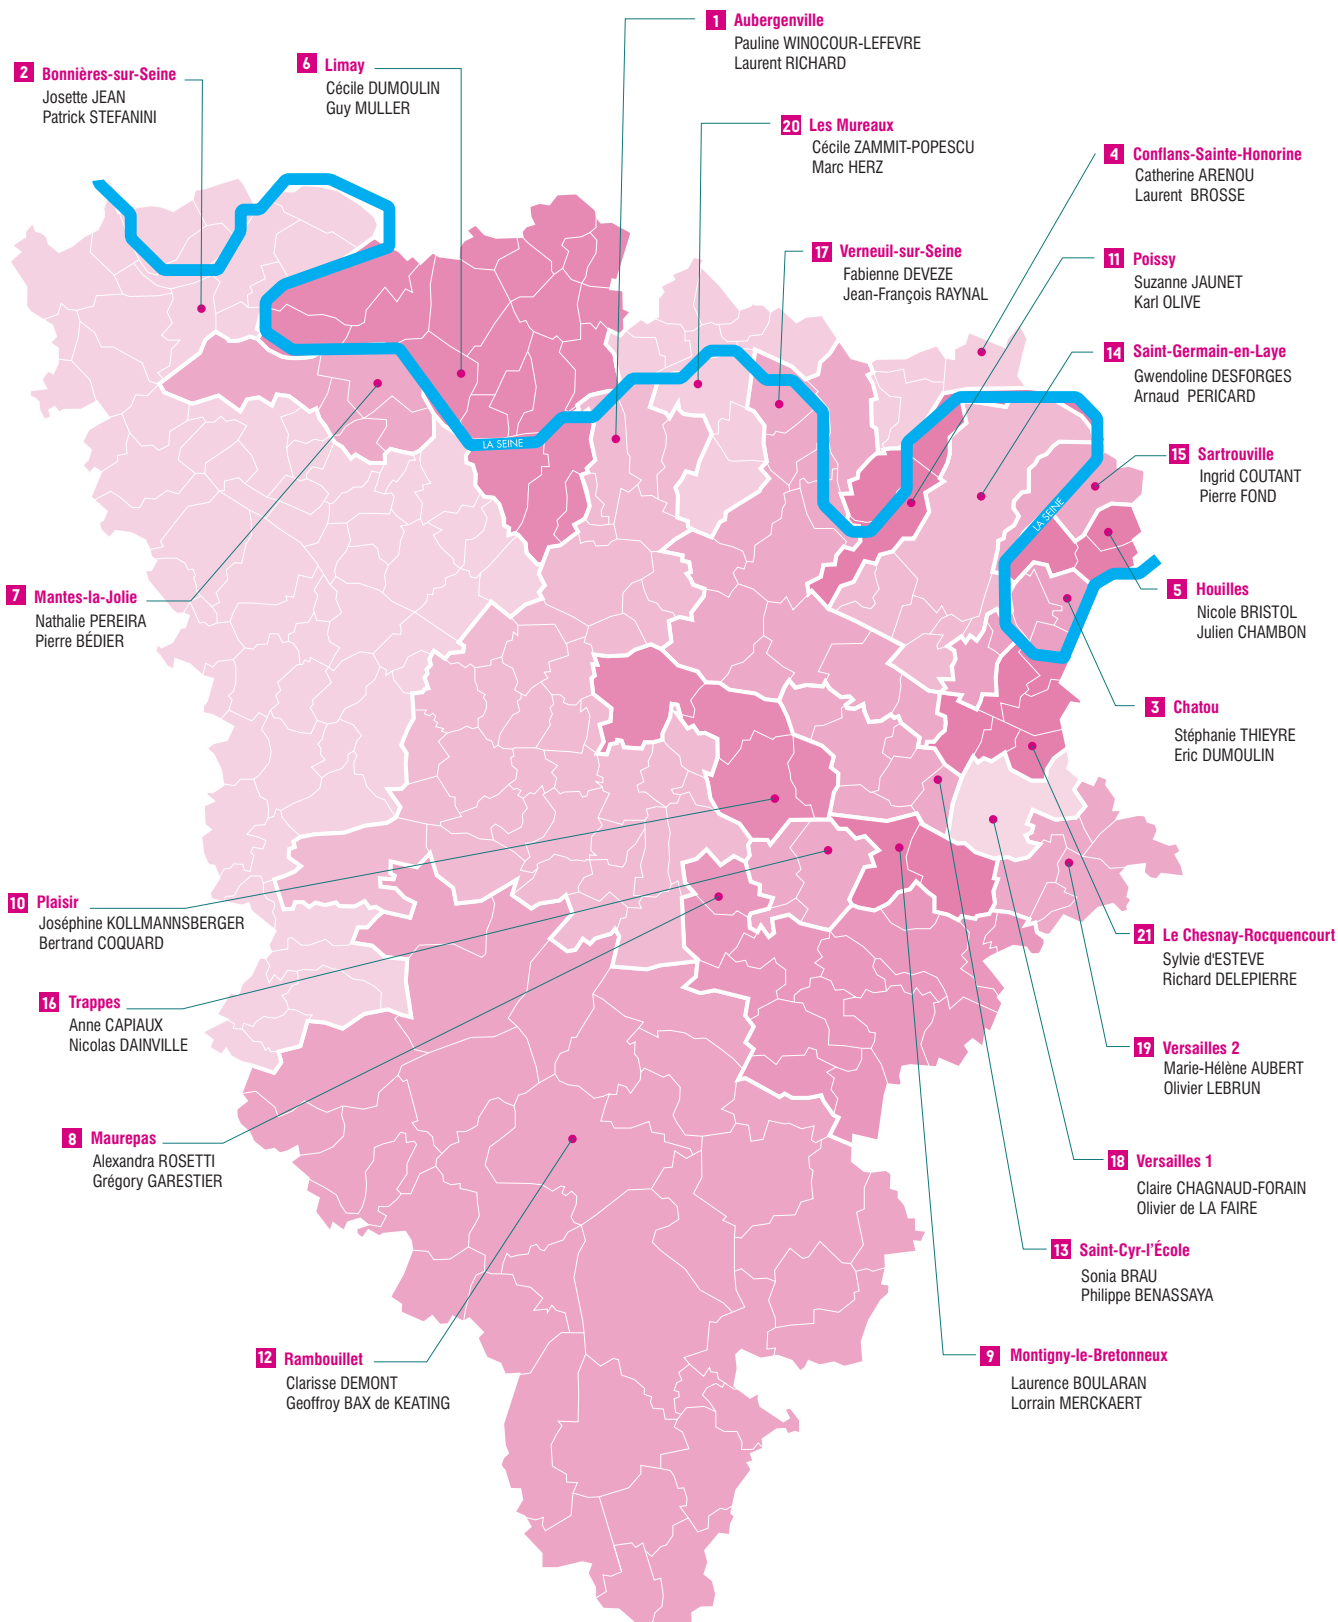 1 Aubergenville
Pauline WINOCOUR-LEFEVRE
Laurent RICHARD
2 Bonnières-sur-Seine
Josette JEAN
Patrick STEFANINI
6 Limay
Cécile DUMOULIN
Guy MULLER
20 Les Mureaux
Cécile ZAMMIT-POPESCU
Marc HERZ
4 Conflans-Sainte-Honorine
Catherine ARENOU
Laurent BROSSE
17 Verneuil-sur-Seine
Fabienne DEVEZE
Jean-François RAYNAL
11 Poissy
Suzanne JAUNET
Karl OLIVE
14 Saint-Germain-en-Laye
Gwendoline DESFORGES
Arnaud PERICARD
LA SEINE
15 Sartrouville
Ingrid COUTANT
Pierre FOND
LA SEINE
7 Mantes-la-Jolie
Nathalie PEREIRA
Pierre BÉDIER
5 Houilles
Nicole BRISTOL
Julien CHAMBON
3 Chatou
Stéphanie THIEYRE
Eric DUMOULIN
10 Plaisir
Joséphine KOLLMANNSBERGER
Bertrand COQUARD
21 Le Chesnay-Rocquencourt
Sylvie d'ESTEVE
Richard DELEPIERRE
16 Trappes
Anne CAPIAUX
Nicolas DAINVILLE
19 Versailles 2
Marie-Hélène AUBERT
Olivier LEBRUN
8 Maurepas
Alexandra ROSETTI
Grégory GARESTIER
18 Versailles 1
Claire CHAGNAUD-FORAIN
Olivier de LA FAIRE
13 Saint-Cyr-l'École
Sonia BRAU
Philippe BENASSAYA
12 Rambouillet
Clarisse DEMONT
Geoffroy BAX de KEATING
9 Montigny-le-Bretonneux
Laurence BOULARAN
Lorrain MERCKAERT